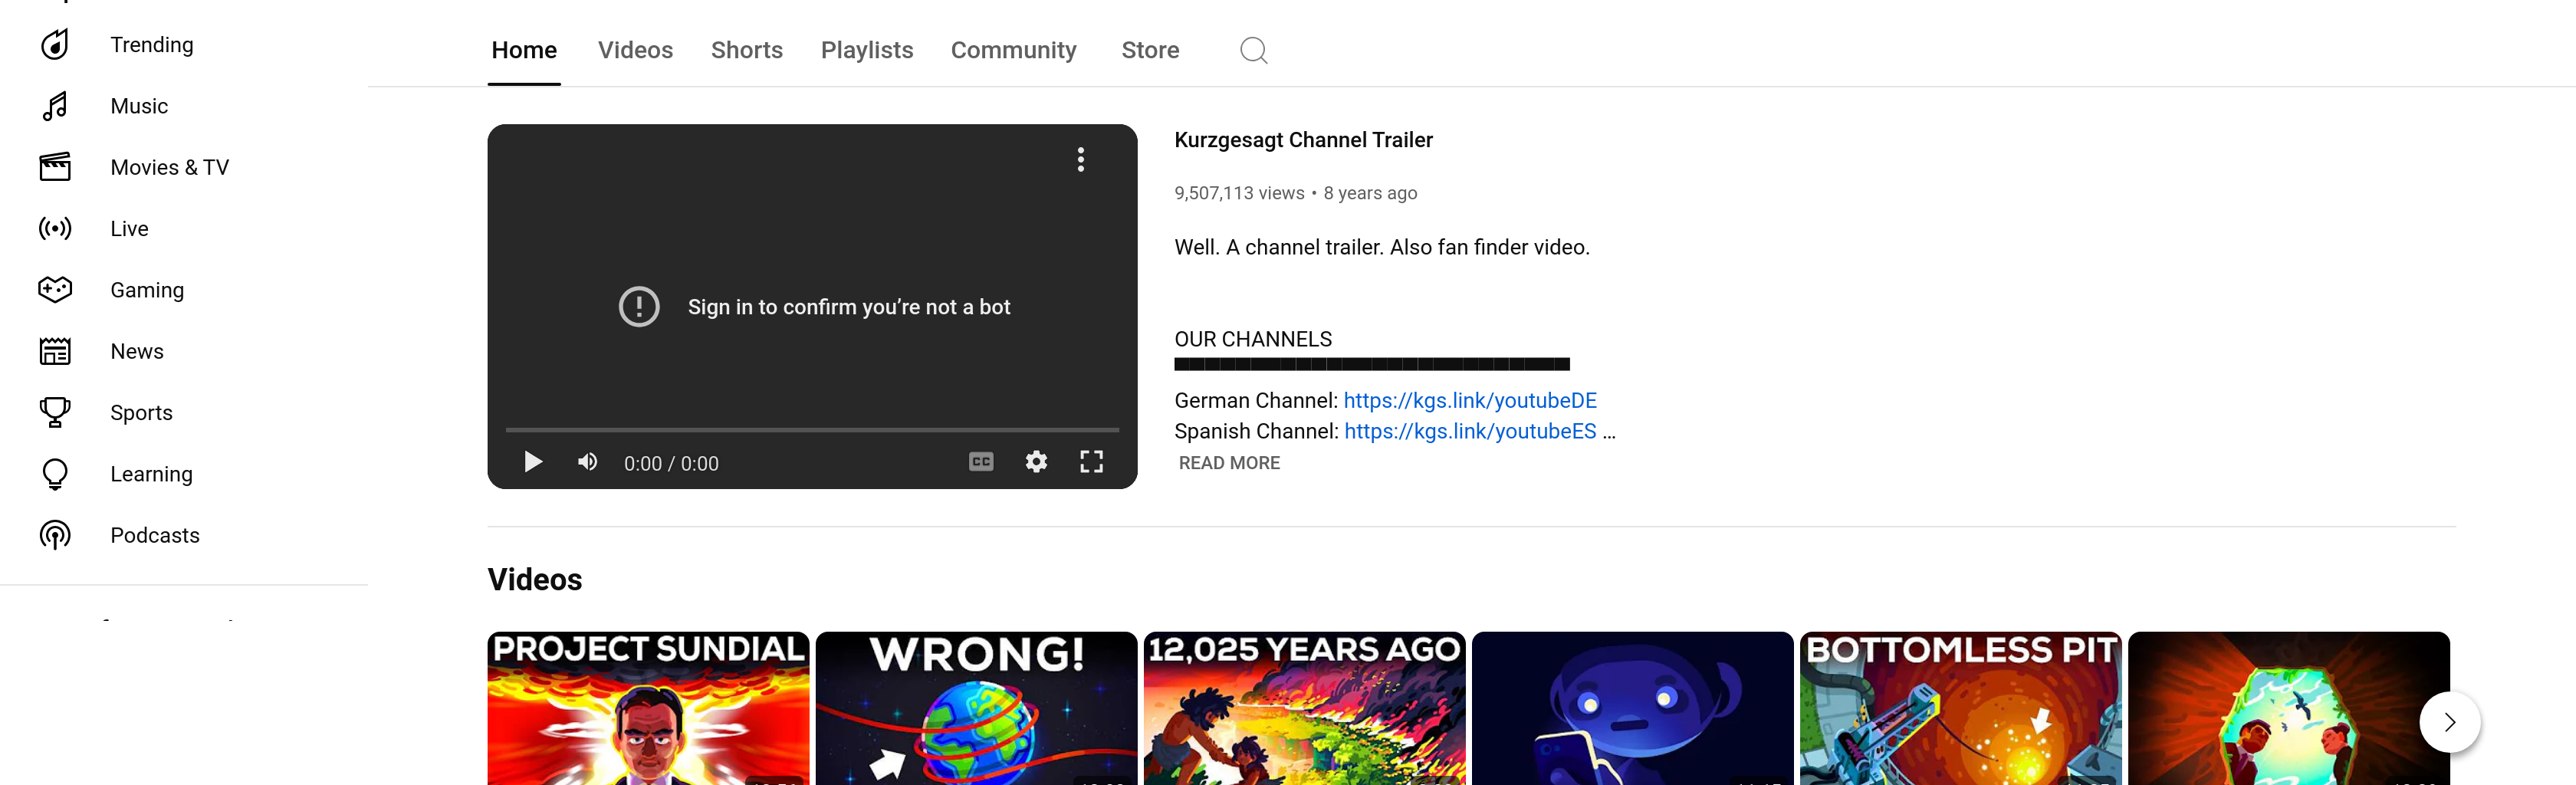 Trending
Music
Movies & TV
Live
Gaming
News
Sports
Learning
Podcasts
Home Videos Shorts Playlists Community Store
Sign in to confirm you’re not a bot
0:00 / 0:00
CC
Kurzgesagt Channel Trailer
9,507,113 views • 8 years ago
Well. A channel trailer. Also fan finder video.
OUR CHANNELS
German Channel: https://kgs.link/youtubeDE
Spanish Channel: https://kgs.link/youtubeES ...
READ MORE
Videos
PROJECT SUNDIAL
WRONG!
12,025 YEARS AGO
BOTTOMLESS PIT